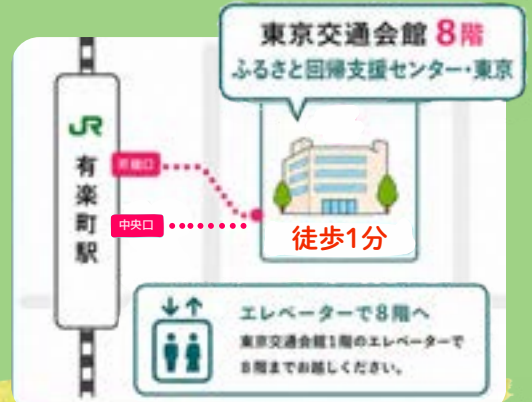 東京交通会館 8階
ふるさと回帰支援センター・東京
JR
有楽町駅
京橋口
中央口
徒歩1分
エレベーターで8階へ
東京交通会館1階のエレベーターで
8階までお越しください。